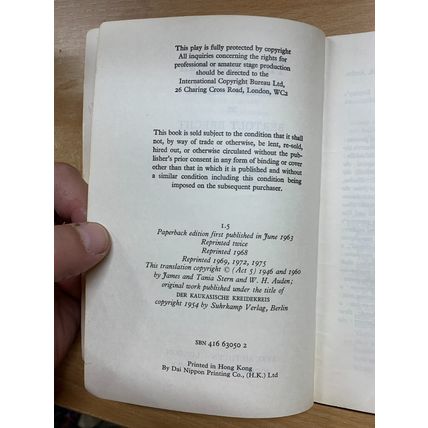 This play is fully protected by copyright
All inquiries concerning the rights for
professional or amateur stage production
should be directed to the
International Copyright Bureau Ltd,
26 Charing Cross Road, London, WC2
This book is sold subject to the condition that it shall
not, by way of trade or otherwise, be lent, re-sold,
hired out, or otherwise circulated without the pub-
lisher's prior consent in any form of binding or cover
other than that in which it is published and without
a similar condition including this condition being
imposed on the subsequent purchaser.
1.5
Paperback edition first published in June 1963
Reprinted twice
Reprinted 1968
Reprinted 1969, 1972, 1975
This translation copyright © (Act 5) 1946 and 1960
by James and Tania Stern and W. H. Auden;
original work published under the title of
DER KAUKASISCHE KREIDEKREIS
copyright 1954 by Suhrkamp Verlag, Berlin
SBN 416 63050 2
Printed in Hong Kong
By Dai Nippon Printing Co., (H.K.) Ltd